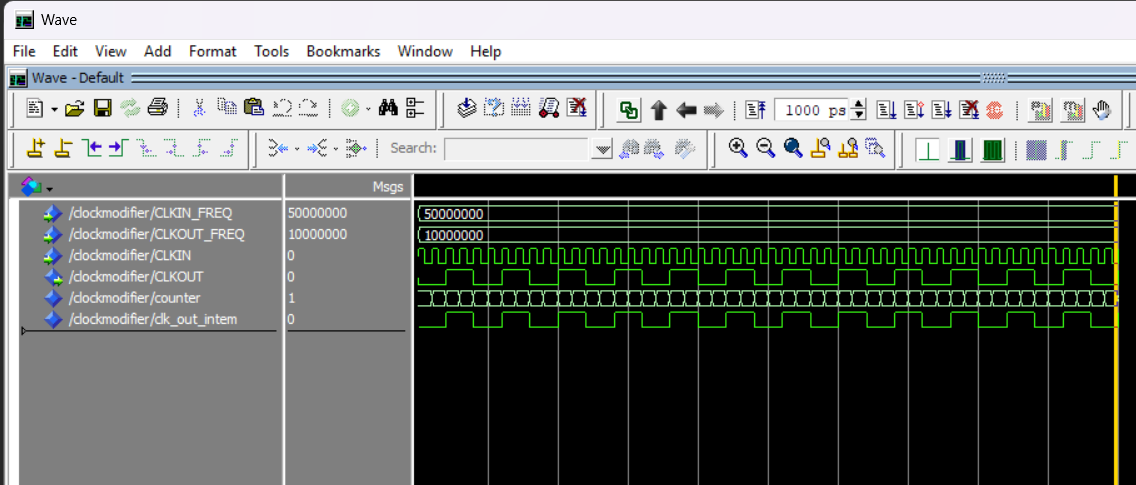 Wave
File Edit View Add Format Tools Bookmarks Window Help
Wave - Default
1000 ps
Search:
Msgs
/clockmodifier/CLKIN_FREQ 50000000 50000000
/clockmodifier/CLKOUT_FREQ 10000000 10000000
/clockmodifier/CLKIN 0
/clockmodifier/CLKOUT 0
/clockmodifier/counter 1
/clockmodifier/clk_out_intem 0